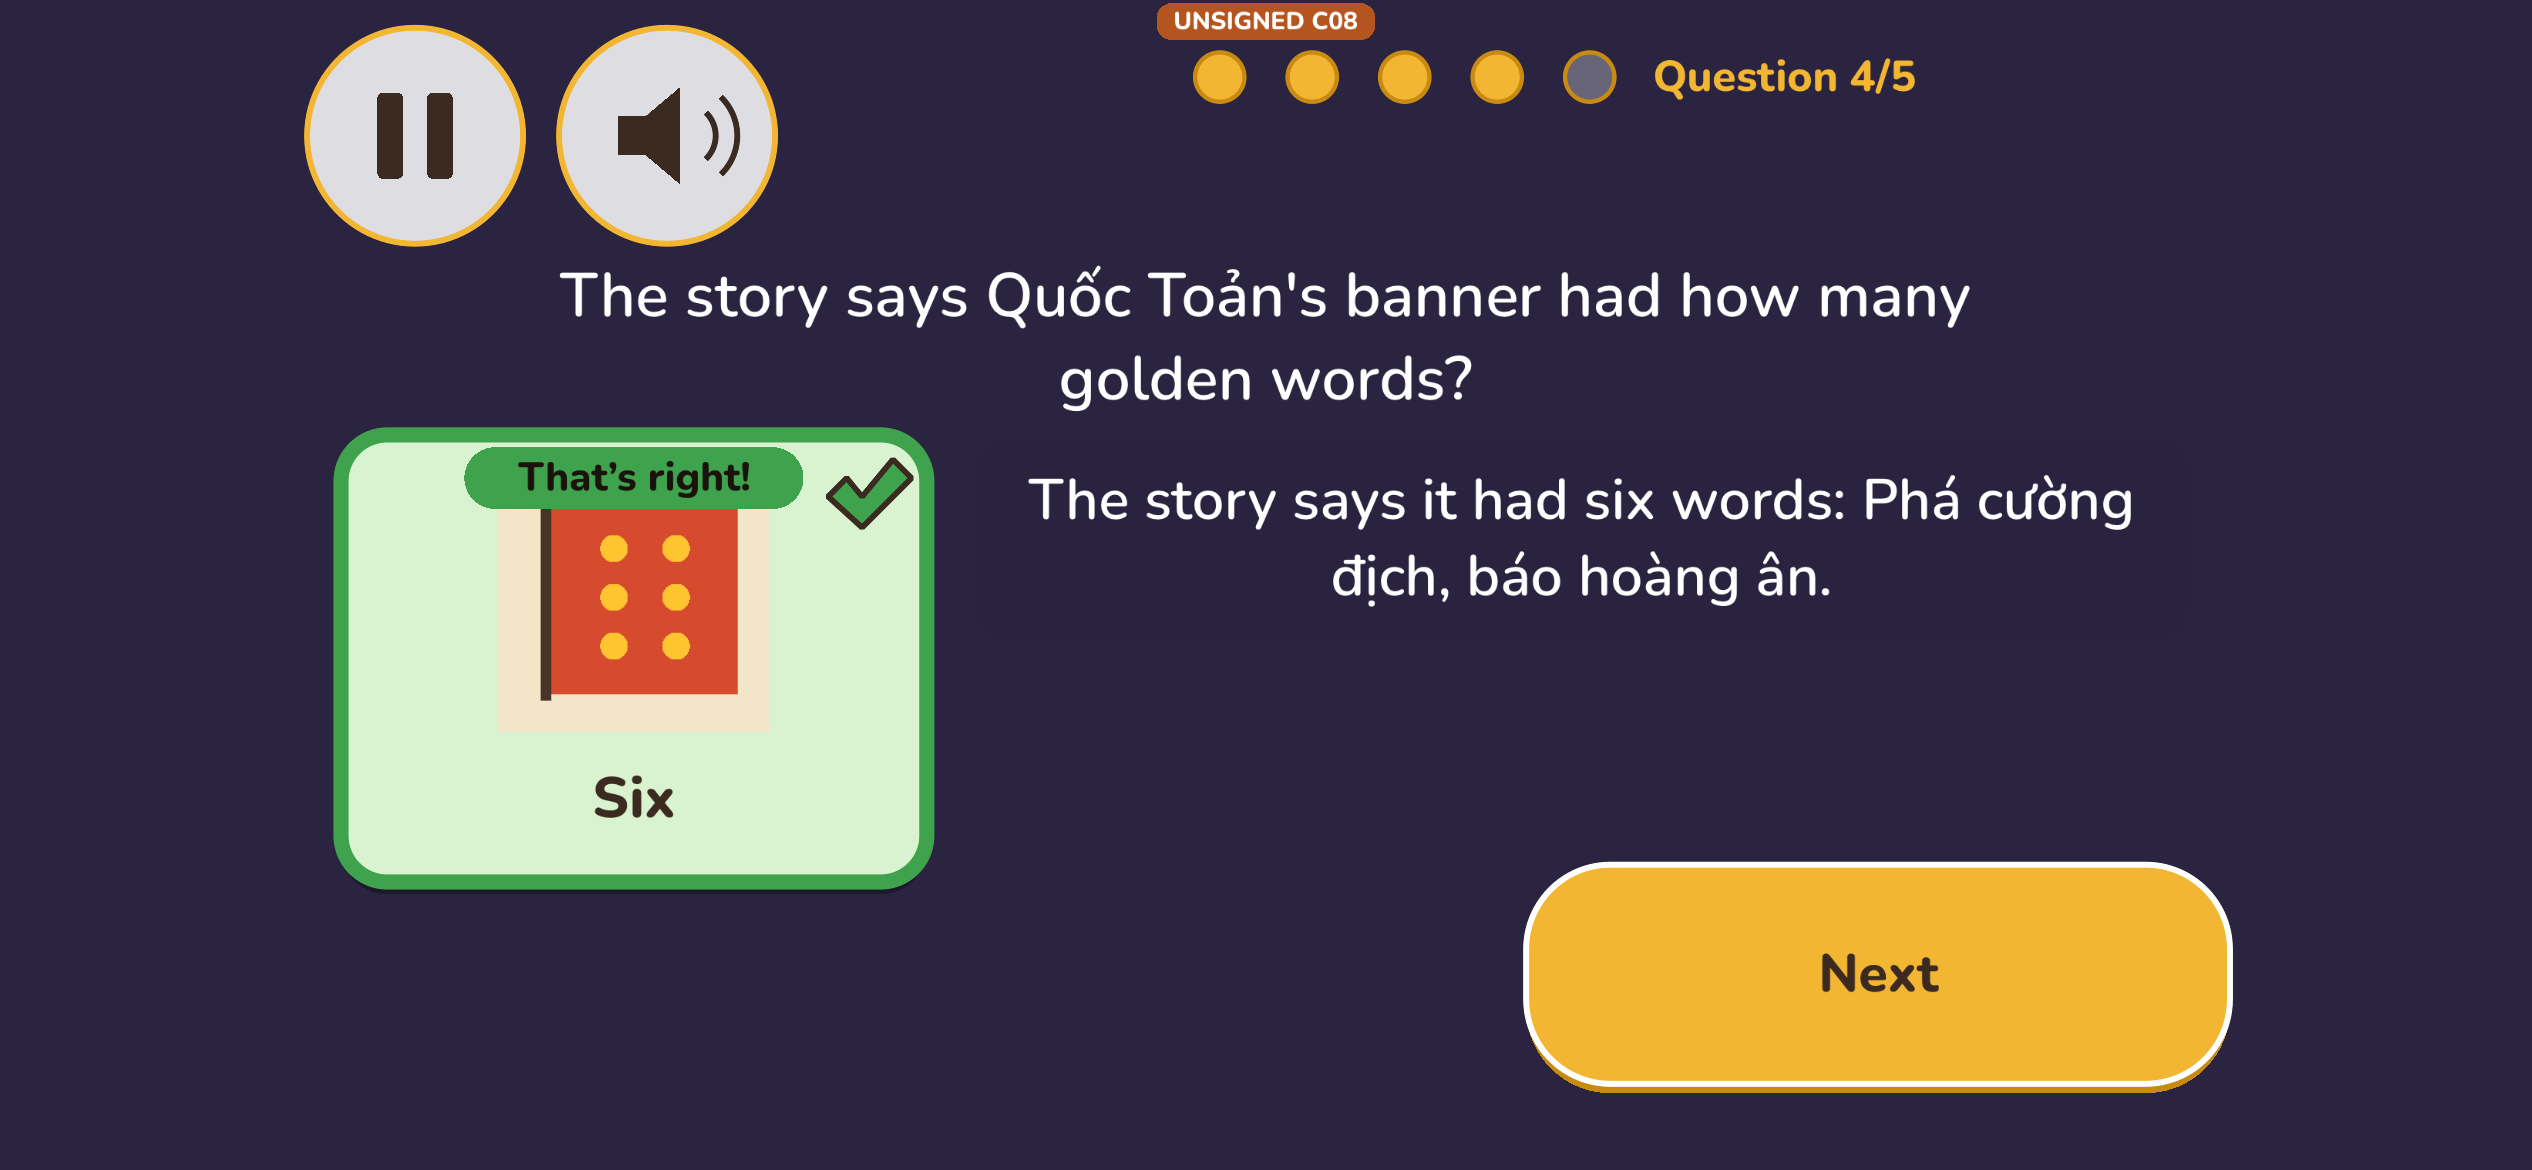 UNSIGNED C08
Question 4/5
The story says Quốc Toản's banner had how many
golden words?
That’s right!
The story says it had six words: Phá cường
địch, báo hoàng ân.
Six
Next